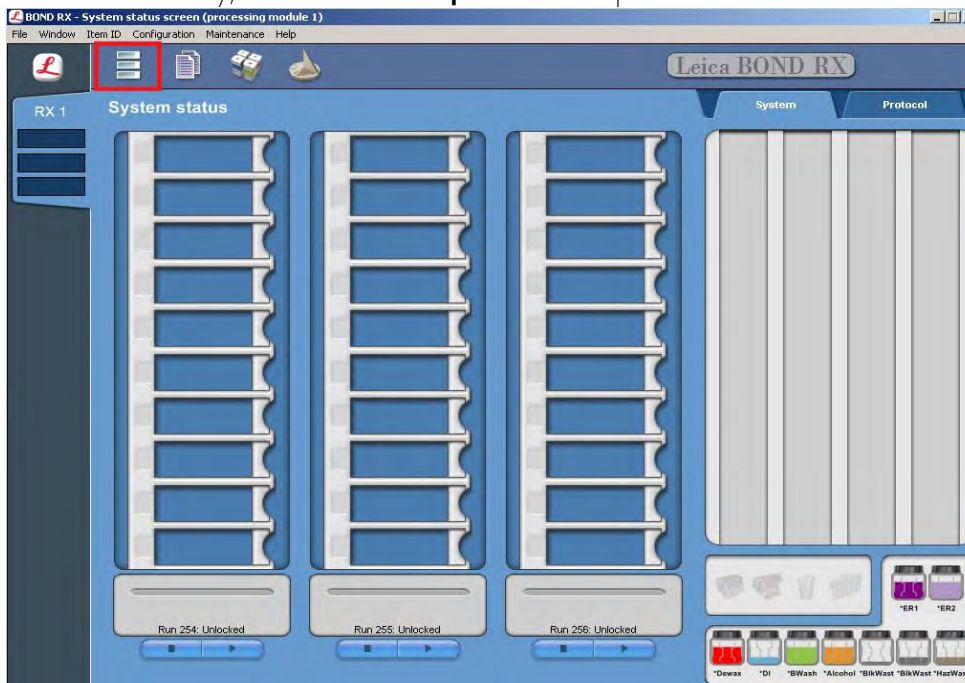 BOND RX - System status screen (processing module 1)
File Window Item ID Configuration Maintenance Help
Leica BOND RX
RX 1
System status
System
Protocol
*ER1 *ER2
Run 254: Unlocked
Run 255: Unlocked
Run 256: Unlocked
*Dewax *DI *BWash *Alcohol *BlkWast *BlkWast *HazWas